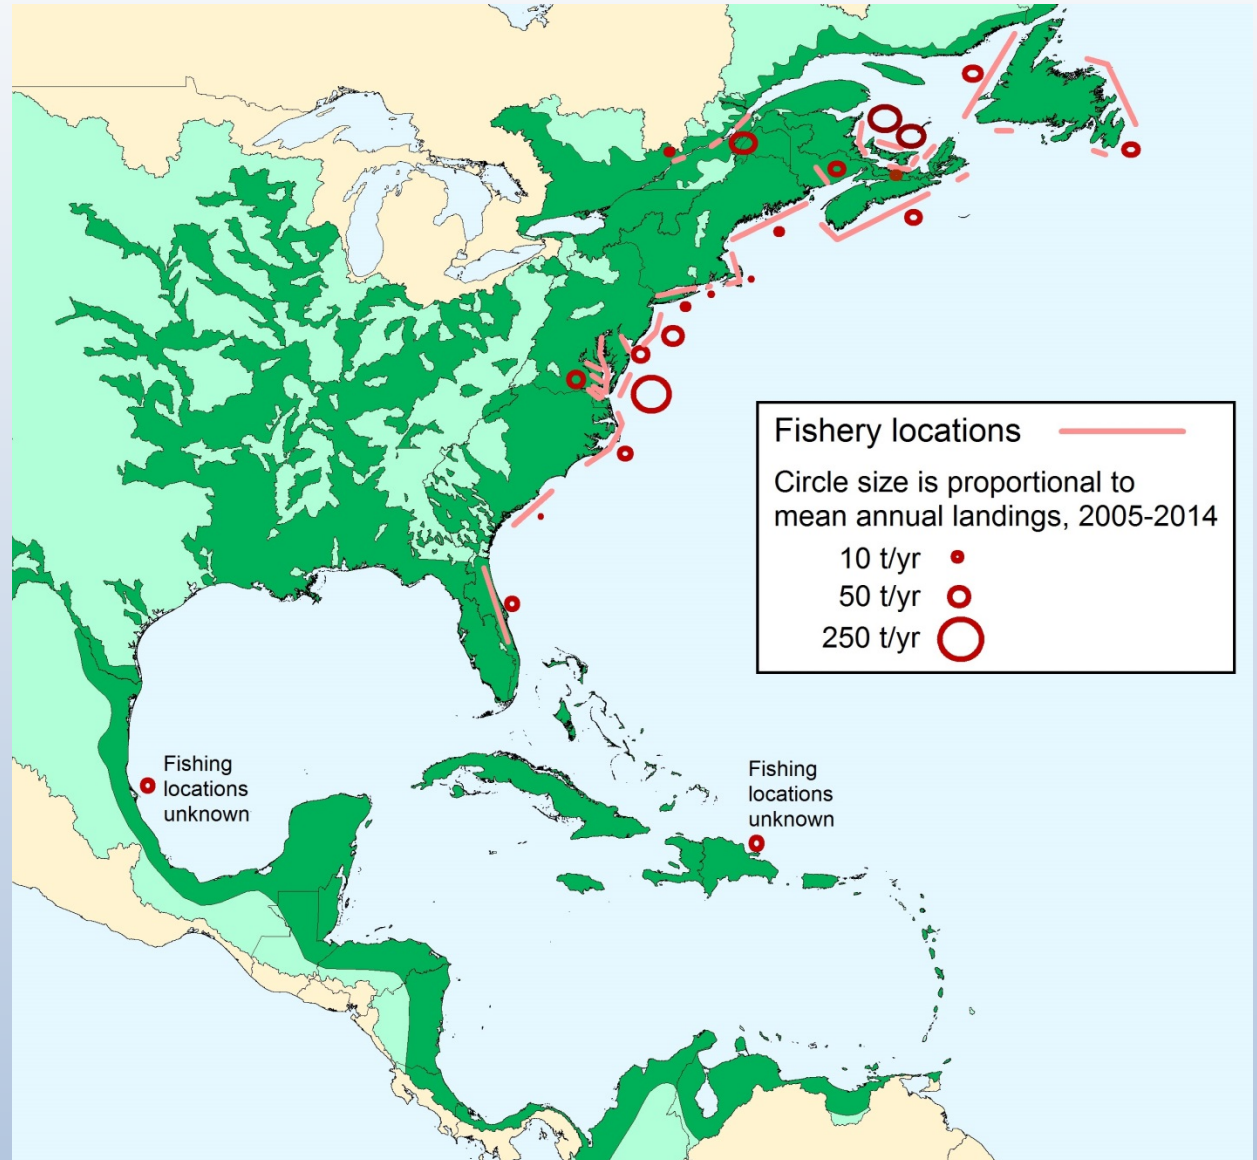 Fishery locations
Circle size is proportional to
mean annual landings, 2005-2014
10 t/yr
50 t/yr
250 t/yr
Fishing
locations
unknown
Fishing
locations
unknown